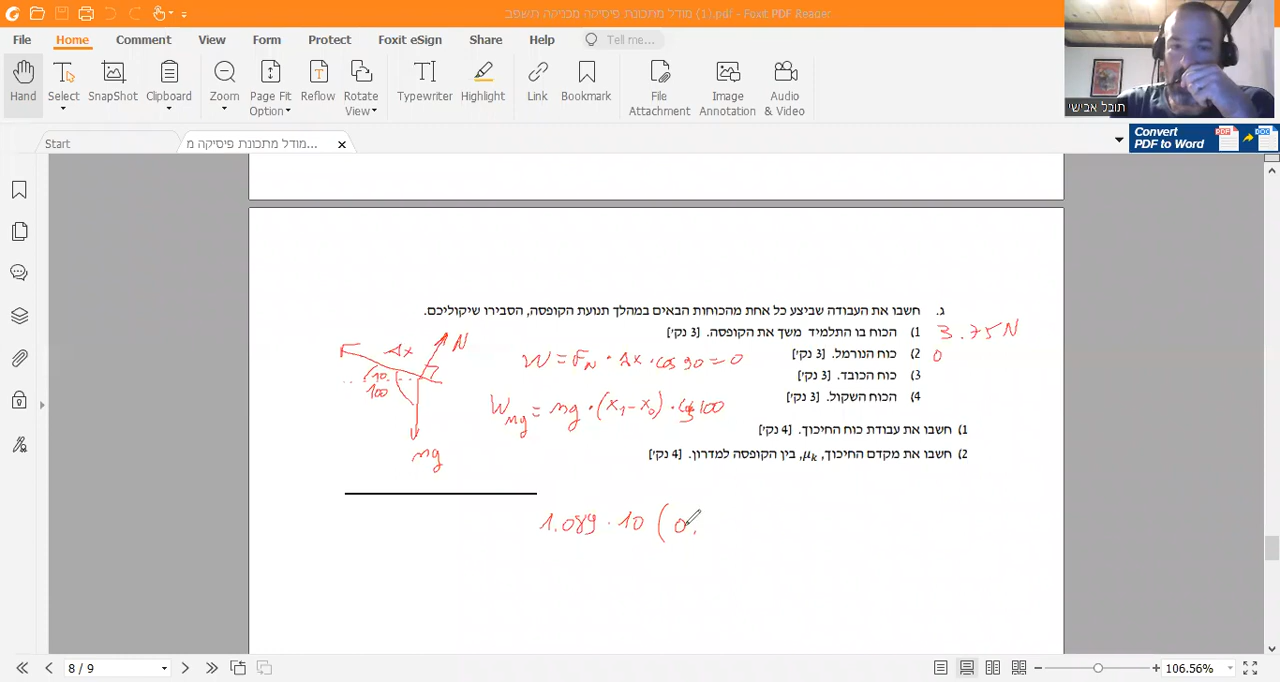 מודל מתכונת פיסיקה מכניקה תשפב (1).pdf - Foxit PDF Reader
File Home Comment View Form Protect Foxit eSign Share Help Tell me...
Hand Select SnapShot Clipboard Zoom Page Fit Option Reflow Rotate View Typewriter Highlight Link Bookmark File Attachment Image Annotation Audio & Video
תובל אבישי
Start מודל מתכונת פיסיקה מ...
Convert PDF to Word
ג. חשבו את העבודה שביצע כל אחת מהכוחות הבאים במהלך תנועת הקופסה, הסבירו שיקוליכם.
1) הכוח בו התלמיד משך את הקופסה. [3 נק']
3.75 N
2) כוח הנורמל. [3 נק']
0
3) כוח הכובד. [3 נק']
4) הכוח השקול. [3 נק']
1) חשבו את עבודת כוח החיכוך. [4 נק']
2) חשבו את מקדם החיכוך, μk, בין הקופסה למדרון. [4 נק']
Δx N
10
100
mg
W = FN · Δx · cos 90 = 0
Wmg = mg · (x1 - x0) · cos 100
1.089 · 10 (0.
8 / 9
106.56%